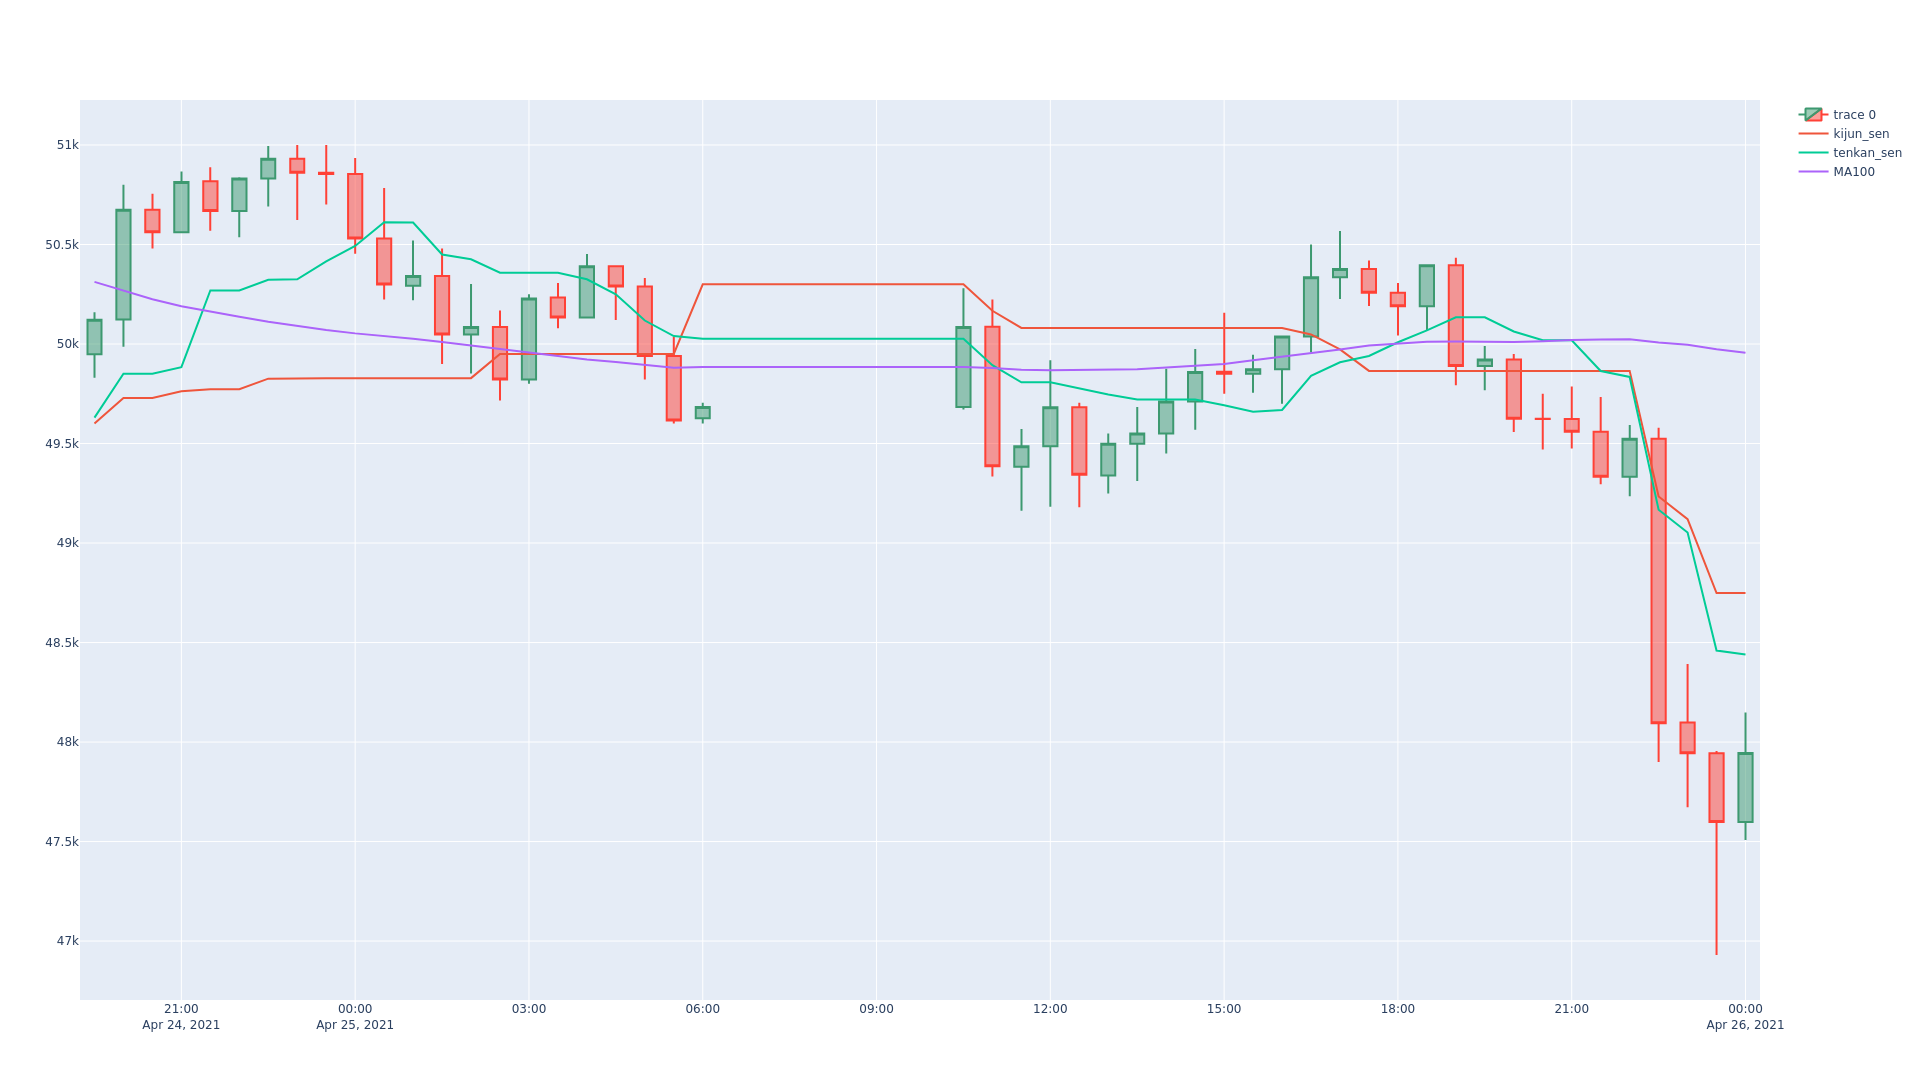 trace 0
kijun_sen
tenkan_sen
MA100
51k
50.5k
50k
49.5k
49k
48.5k
48k
47.5k
47k
21:00 00:00 03:00 06:00 09:00 12:00 15:00 18:00 21:00 00:00
Apr 24, 2021 Apr 25, 2021 Apr 26, 2021